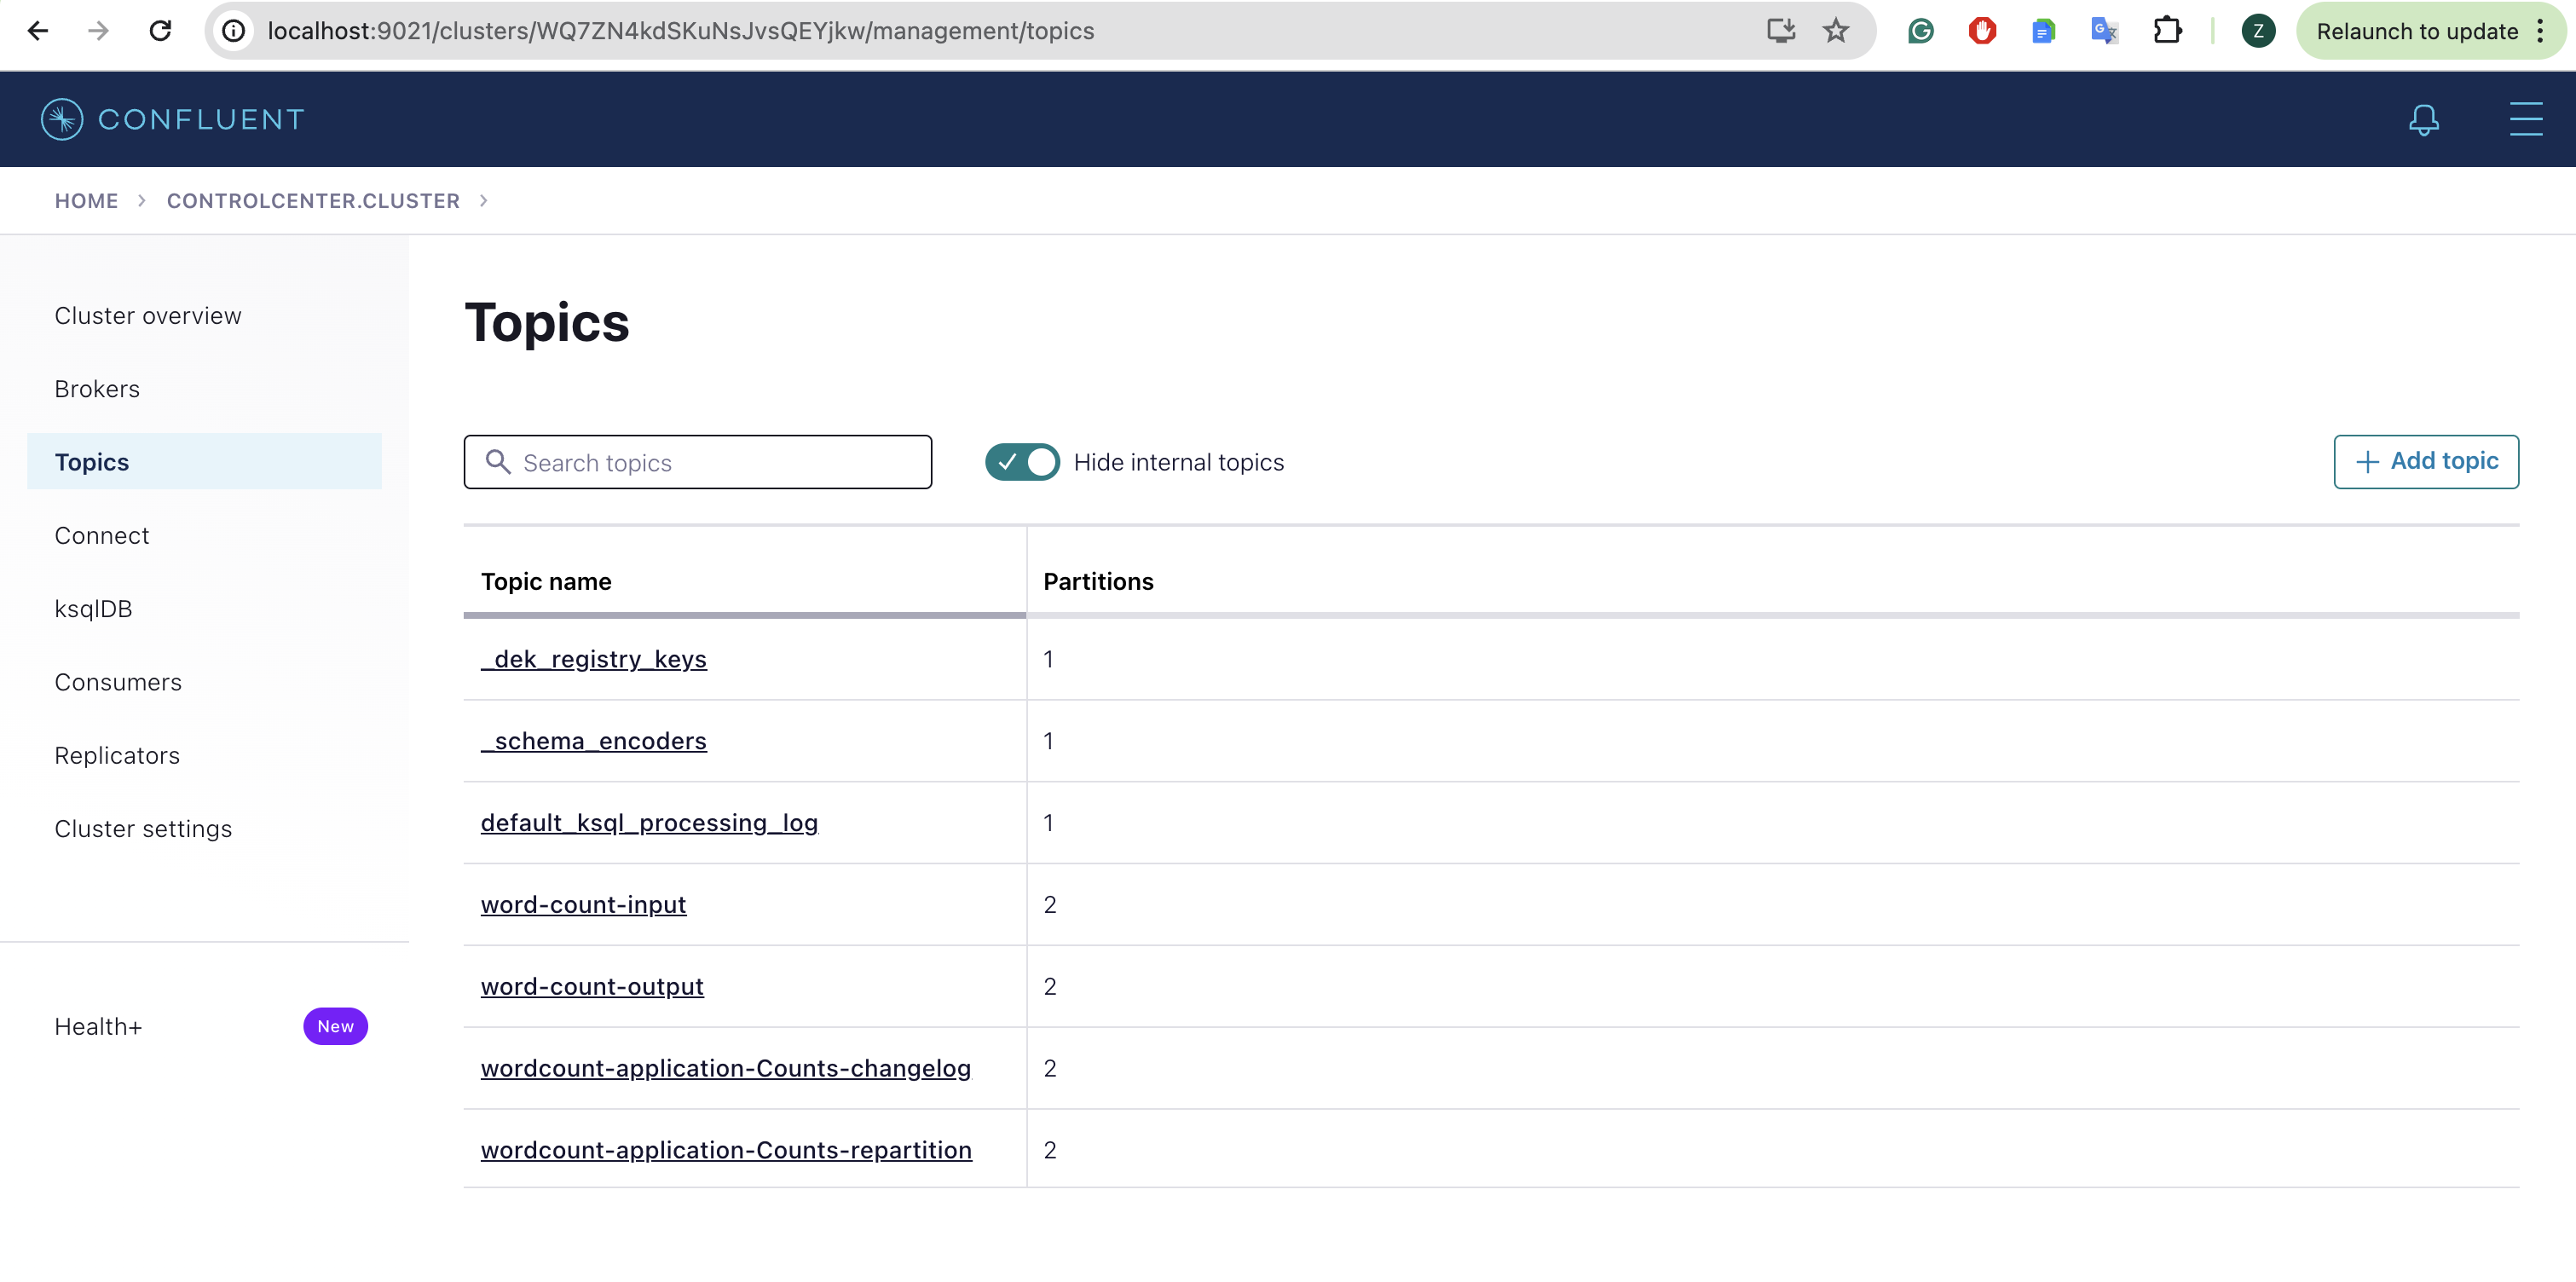 localhost:9021/clusters/WQ7ZN4kdSKuNsJvsQEYjkw/management/topics
Z
Relaunch to update
CONFLUENT
HOME > CONTROLCENTER.CLUSTER >
Cluster overview
Brokers
Topics
Connect
ksqlDB
Consumers
Replicators
Cluster settings
Health+ New
Topics
Search topics
Hide internal topics
+ Add topic
Topic name Partitions
_dek_registry_keys 1
_schema_encoders 1
default_ksql_processing_log 1
word-count-input 2
word-count-output 2
wordcount-application-Counts-changelog 2
wordcount-application-Counts-repartition 2